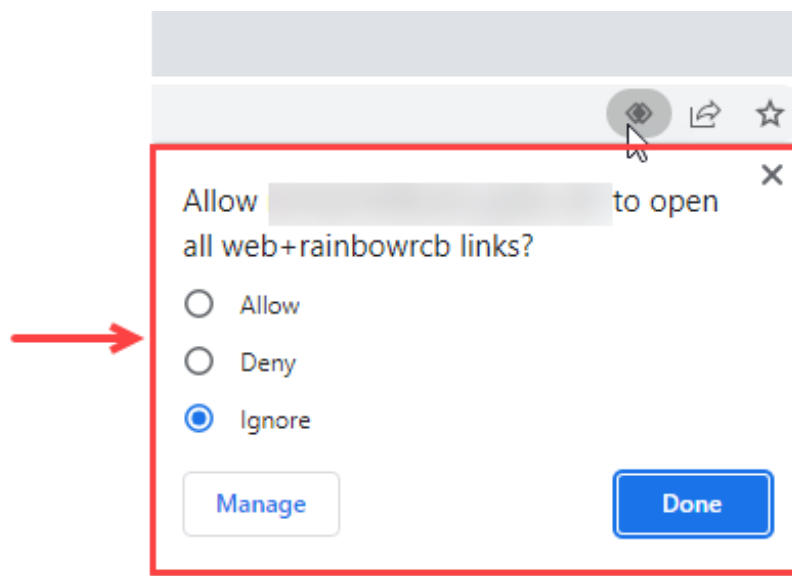 Allow to open
all web+rainbowrcb links?
Allow
Deny
Ignore
Manage
Done